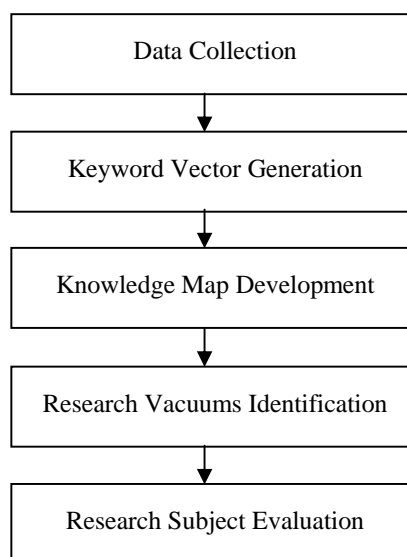 Data Collection
Keyword Vector Generation
Knowledge Map Development
Research Vacuums Identification
Research Subject Evaluation